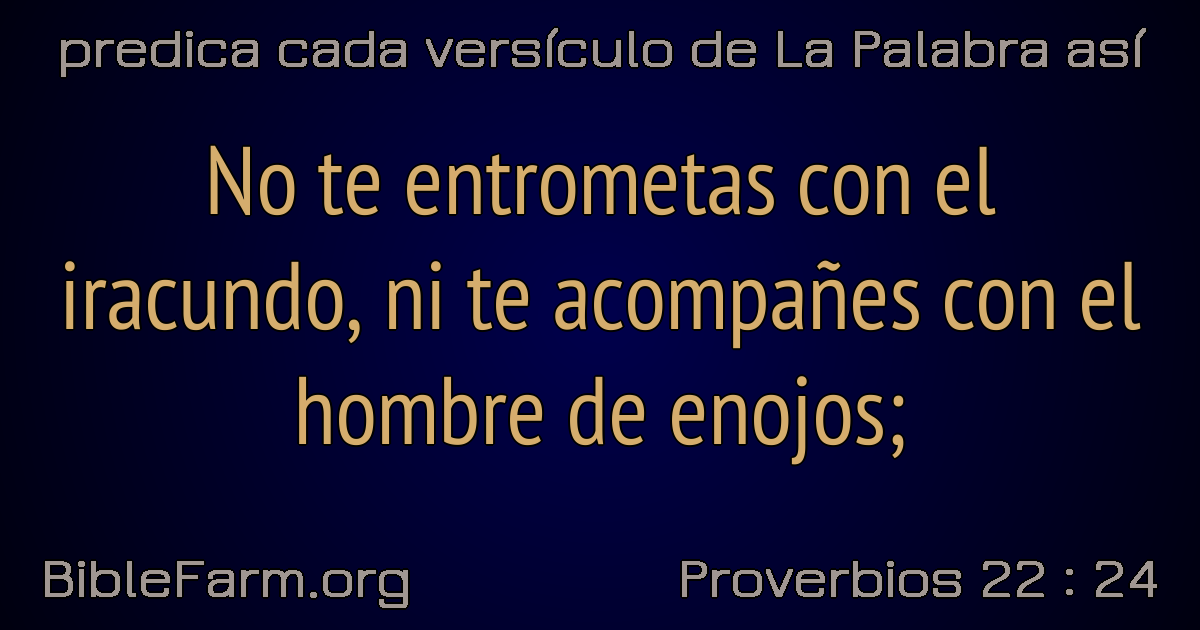 predica cada versículo de La Palabra así
No te entrometas con el
iracundo, ni te acompañes con el
hombre de enojos;
BibleFarm.org
Proverbios 22 : 24